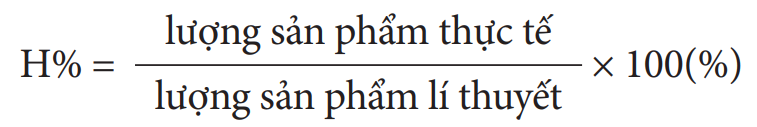 lượng sản phẩm thực tế
H% = × 100(%)
lượng sản phẩm lí thuyết